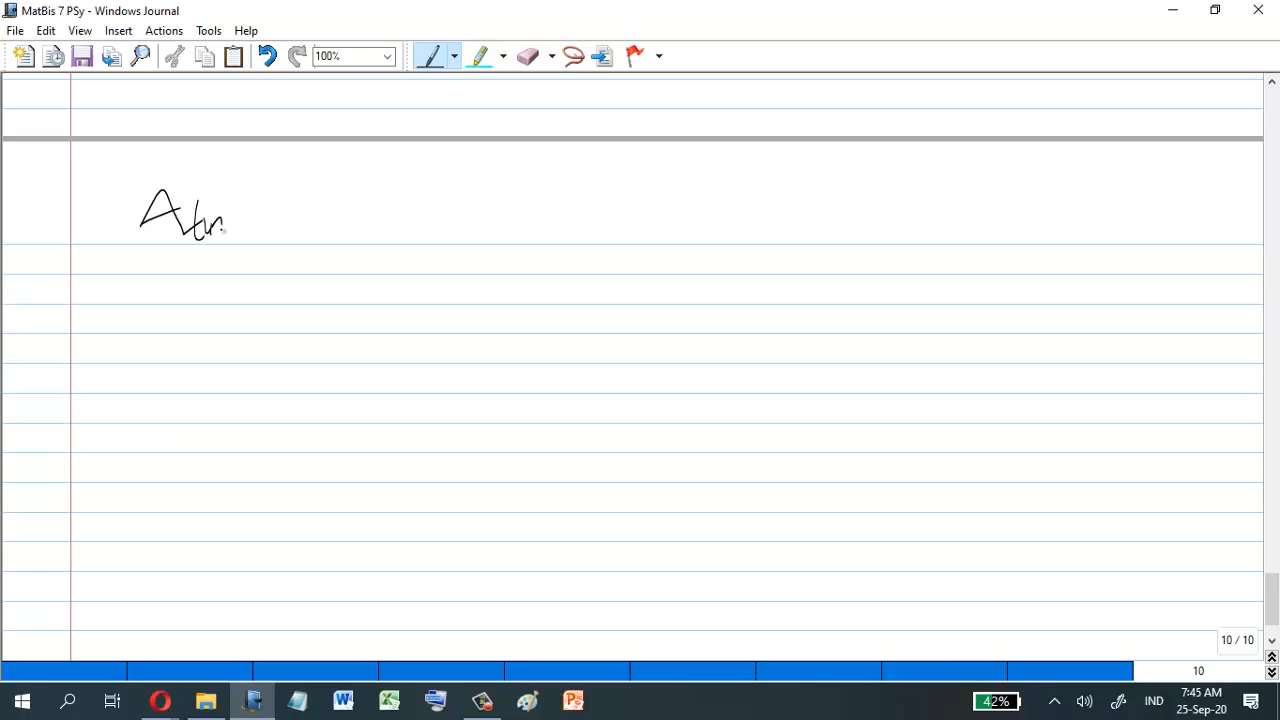 MatBis 7 PSy - Windows Journal
File Edit View Insert Actions Tools Help
100%
10 / 10
10
42% IND 7:45 AM
25-Sep-20